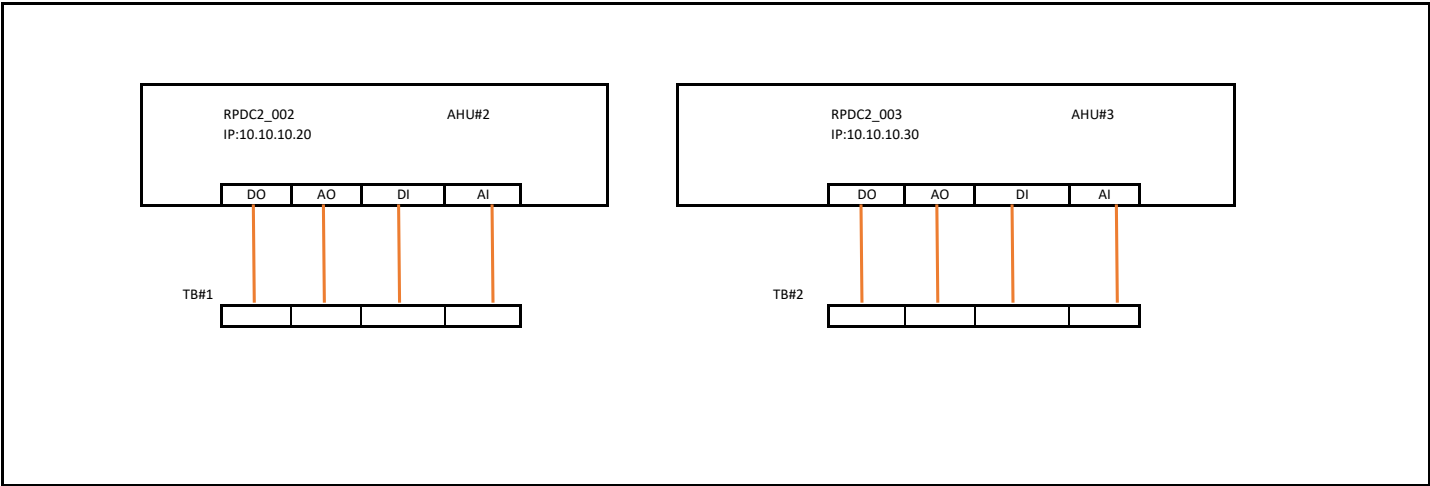 RPDC2_002 AHU#2
IP:10.10.10.20
DO AO DI AI
TB#1
RPDC2_003 AHU#3
IP:10.10.10.30
DO AO DI AI
TB#2